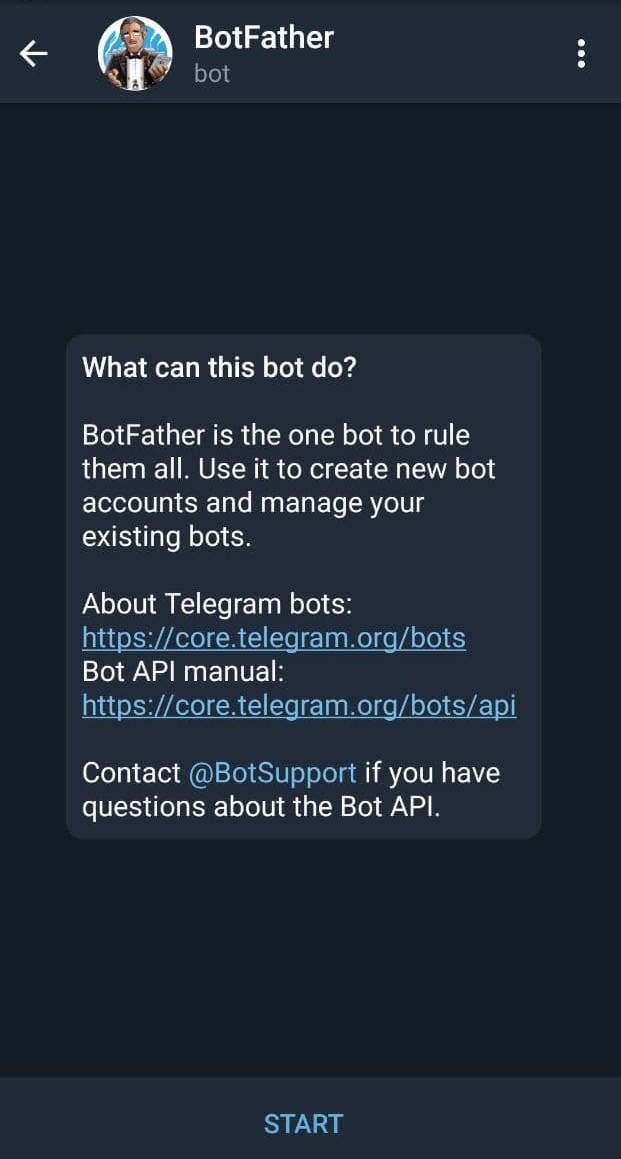 BotFather
bot
What can this bot do?
BotFather is the one bot to rule
them all. Use it to create new bot
accounts and manage your
existing bots.
About Telegram bots:
https://core.telegram.org/bots
Bot API manual:
https://core.telegram.org/bots/api
Contact @BotSupport if you have
questions about the Bot API.
START